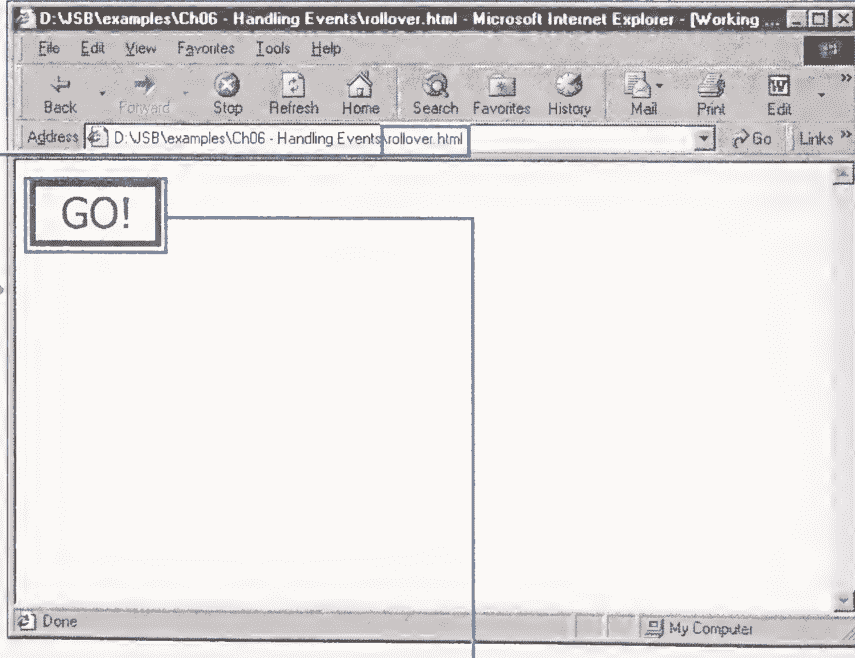 D:\JSB\examples\Ch06 - Handling Events\rollover.html - Microsoft Internet Explorer - [Working ...
File Edit View Favorites Tools Help
Back Forward Stop Refresh Home Search Favorites History Mail Print Edit »
Address D:\JSB\examples\Ch06 - Handling Events\rollover.html Go Links »
GO!
Done My Computer